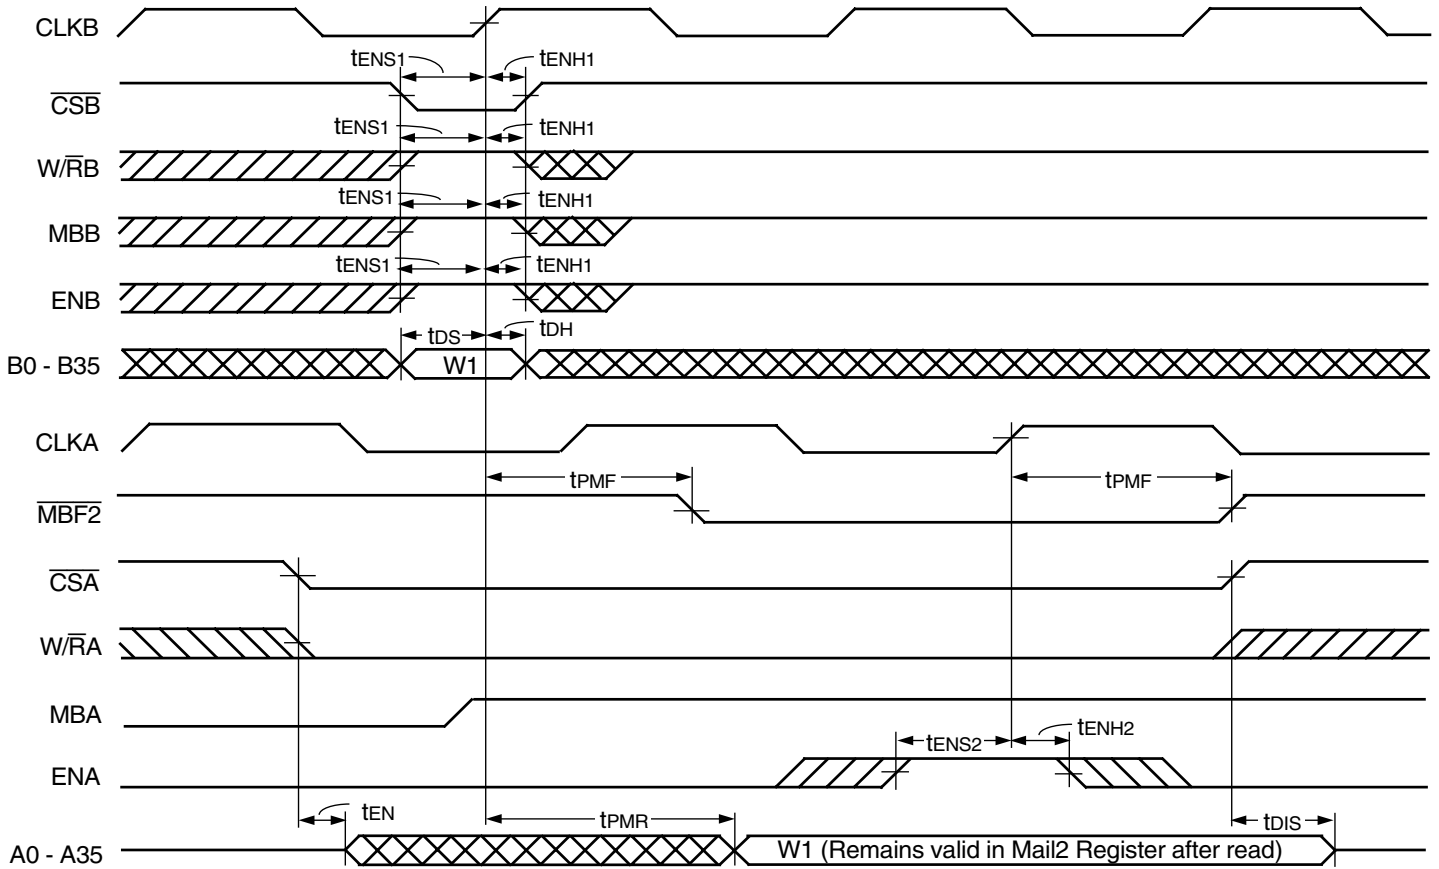 CLKB
tENS1 tENH1
CSB
tENS1 tENH1
W/RB
tENS1 tENH1
MBB
tENS1 tENH1
ENB
tDS tDH
B0 - B35 W1
CLKA
tPMF tPMF
MBF2
CSA
W/RA
MBA
tENS2 tENH2
ENA
tEN tPMR tDIS
A0 - A35 W1 (Remains valid in Mail2 Register after read)